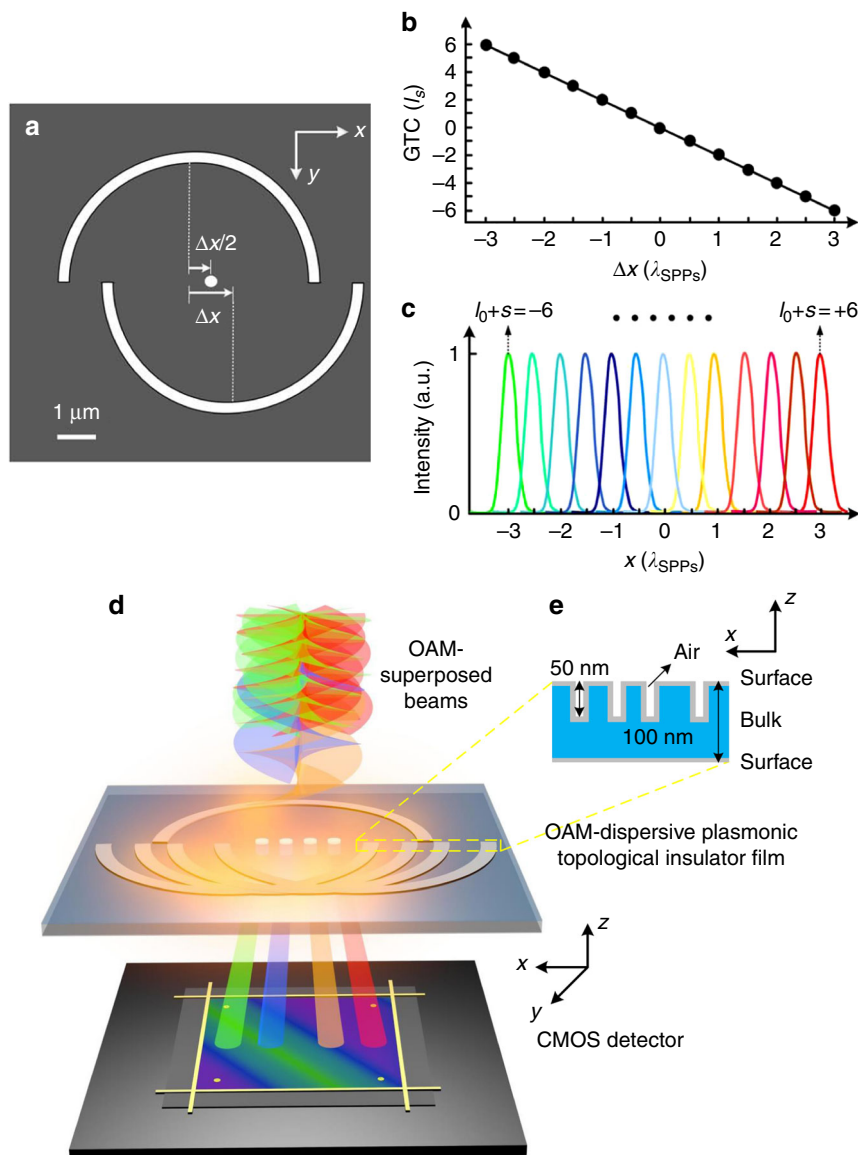 a
x
y
Δx/2
Δx
1 μm
b
GTC (l_s)
6
4
2
0
−2
−4
−6
−3 −2 −1 0 1 2 3
Δx (λ_SPPs)
c
l₀+s=−6
l₀+s=+6
Intensity (a.u.)
1
0
−3 −2 −1 0 1 2 3
x (λ_SPPs)
d
OAM-
superposed
beams
e
z
x
Air
50 nm
Surface
Bulk
100 nm
Surface
OAM-dispersive plasmonic
topological insulator film
z
x
y
CMOS detector